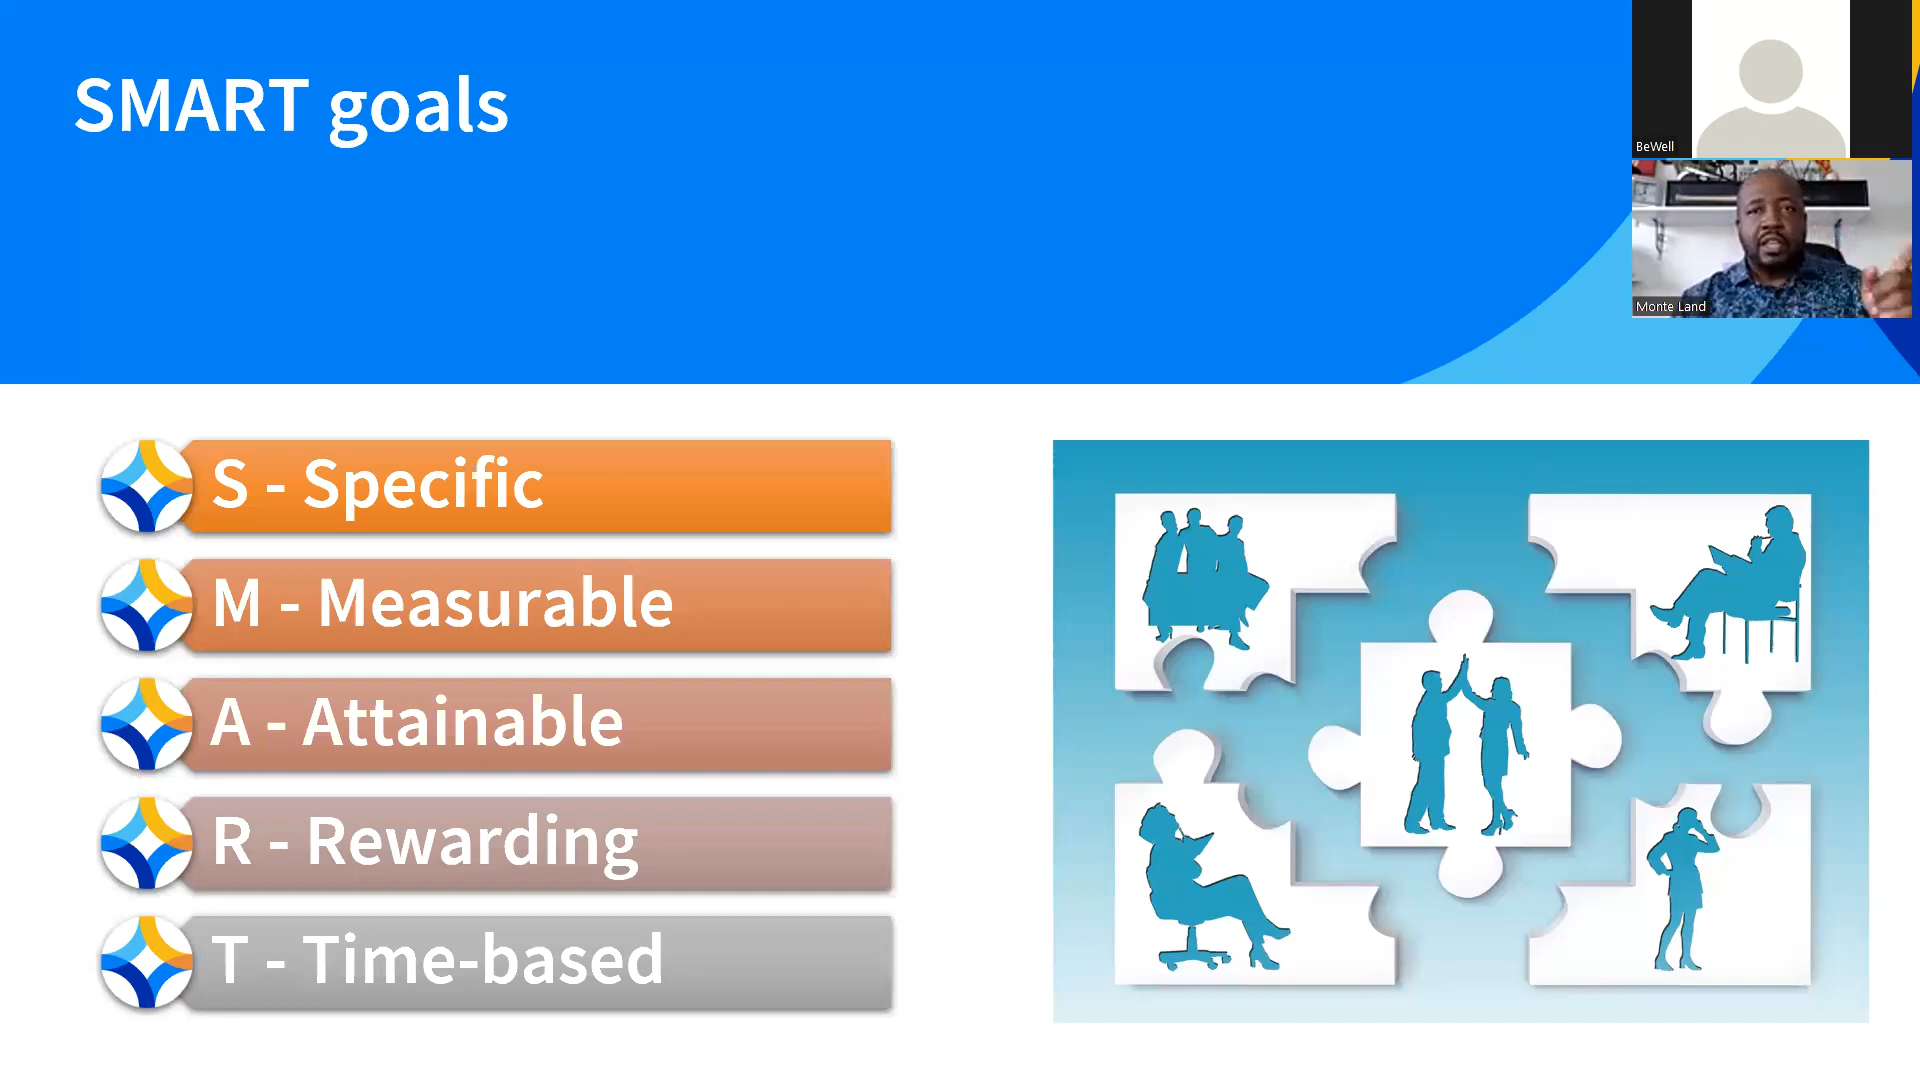 SMART goals
BeWell
Monte Land
S - Specific
M - Measurable
A - Attainable
R - Rewarding
T - Time-based